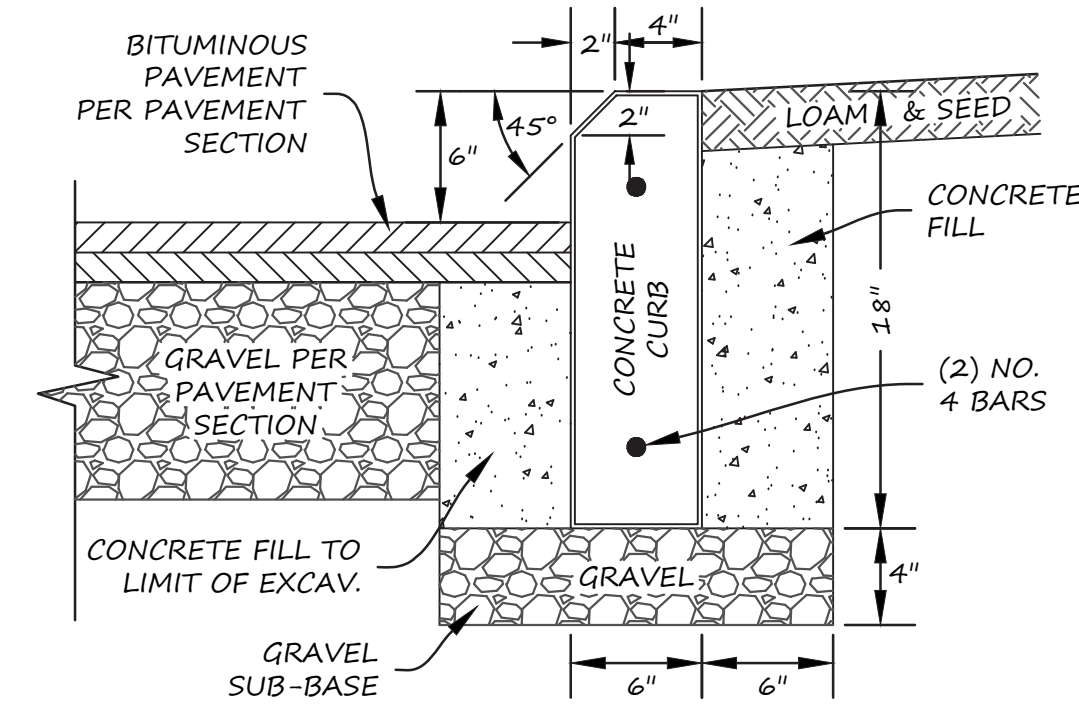 BITUMINOUS
PAVEMENT
PER PAVEMENT
SECTION
2"
4"
45°
6"
2"
LOAM & SEED
CONCRETE
FILL
CONCRETE
CURB
18"
GRAVEL PER
PAVEMENT
SECTION
(2) NO.
4 BARS
CONCRETE FILL TO
LIMIT OF EXCAV.
GRAVEL
4"
GRAVEL
SUB-BASE
6"
6"